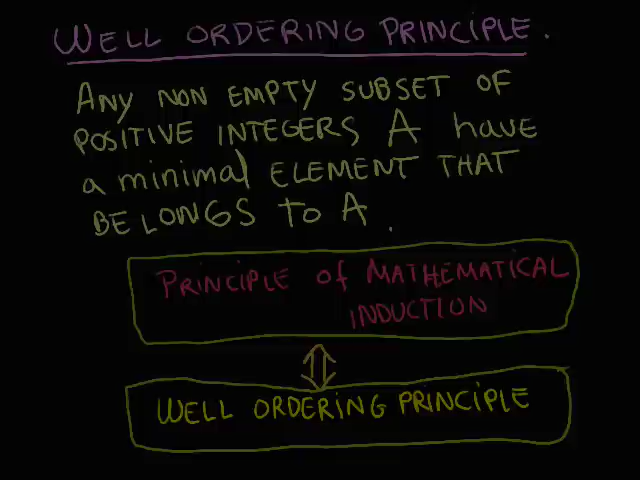 WELL ORDERING PRINCIPLE.
ANY NON EMPTY SUBSET OF
POSITIVE INTEGERS A have
a minimal ELEMENT THAT
BELONGS TO A.
PRINCIPLE of MATHEMATICAL
INDUCTION
WELL ORDERING PRINCIPLE